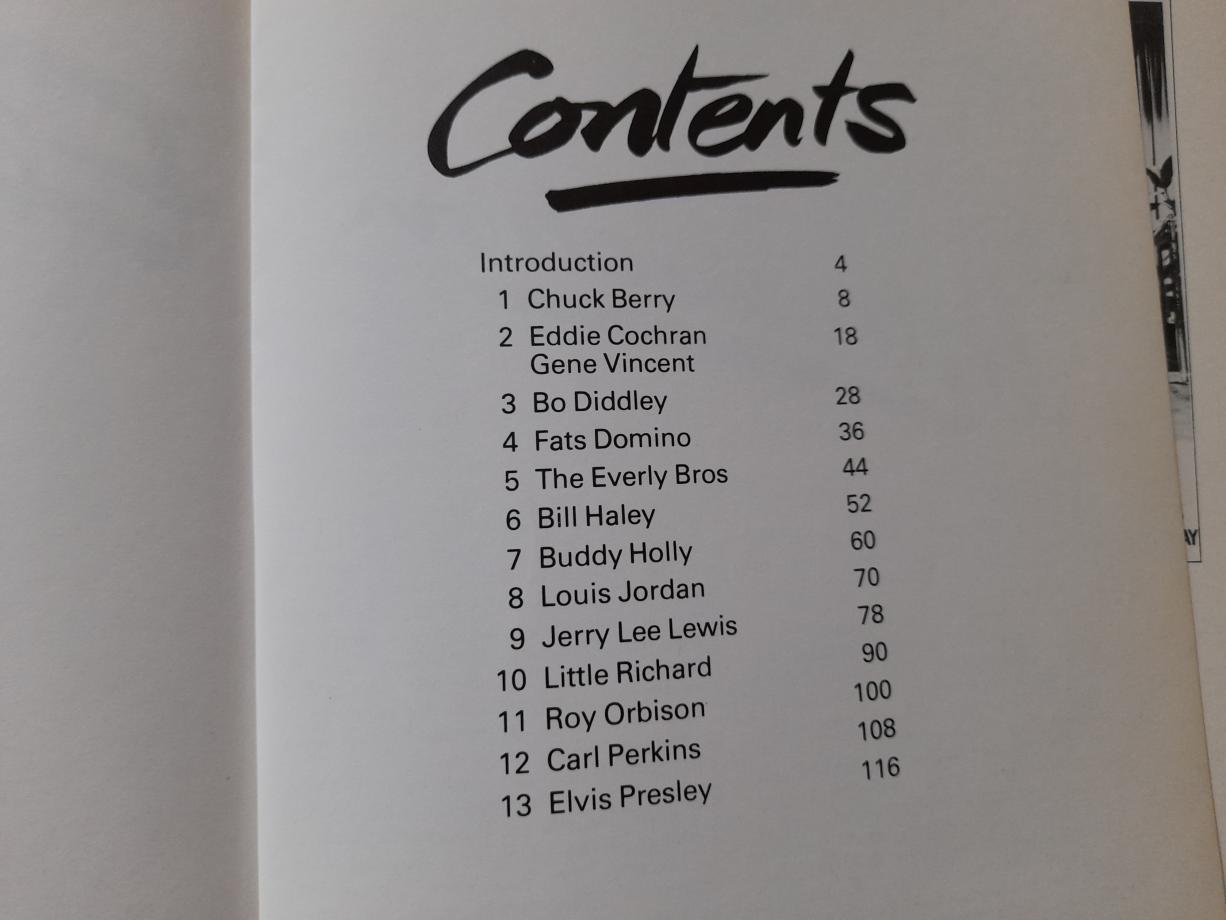 Contents
Introduction 4
1 Chuck Berry 8
2 Eddie Cochran 18
Gene Vincent
3 Bo Diddley 28
4 Fats Domino 36
5 The Everly Bros 44
6 Bill Haley 52
7 Buddy Holly 60
8 Louis Jordan 70
9 Jerry Lee Lewis 78
10 Little Richard 90
11 Roy Orbison 100
12 Carl Perkins 108
13 Elvis Presley 116